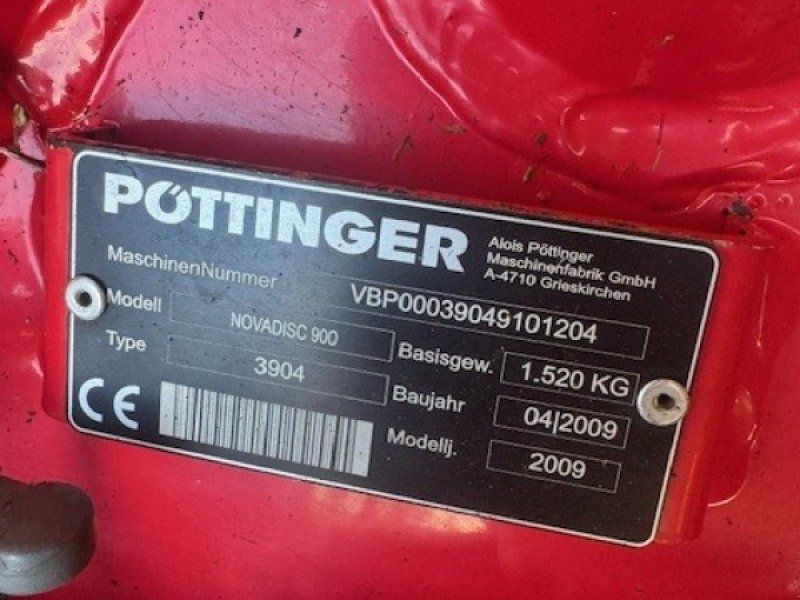 PÖTTINGER
Alois Pöttinger
Maschinenfabrik GmbH
A-4710 Grieskirchen
MaschinenNummer VBP00039049101204
Modell NOVADISC 900 Basisgew. 1.520 KG
Type 3904 Baujahr 04|2009
CE Modellj. 2009